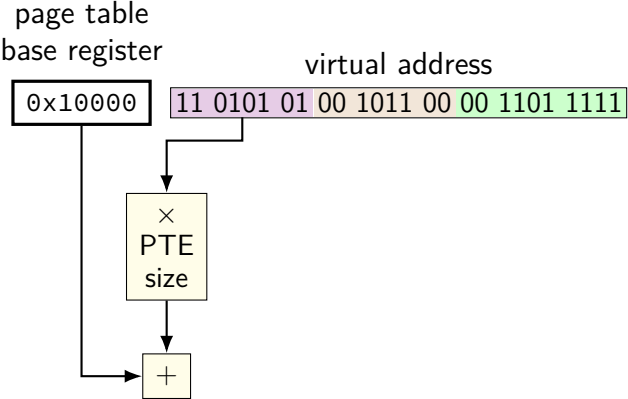 page table
base register
virtual address
0x10000
11 0101 01 00 1011 00 00 1101 1111
×
PTE
size
+